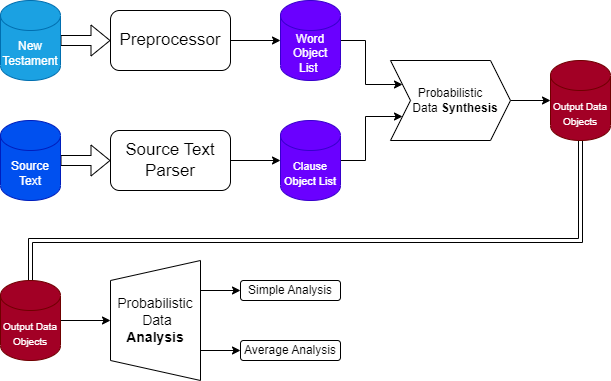 New
Testament
Preprocessor
Word
Object
List
Probabilistic
Data Synthesis
Output Data
Objects
Source
Text
Source Text
Parser
Clause
Object List
Output Data
Objects
Probabilistic
Data
Analysis
Simple Analysis
Average Analysis